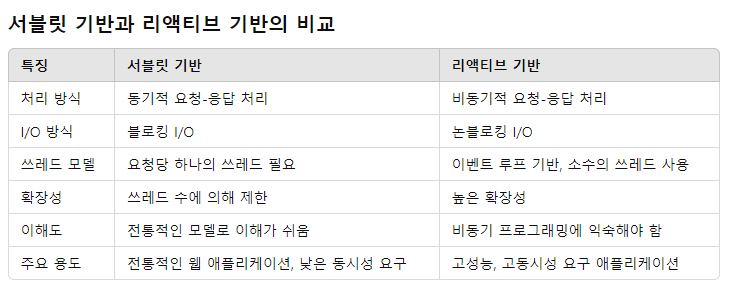 서블릿 기반과 리액티브 기반의 비교
특징 서블릿 기반 리액티브 기반
처리 방식 동기적 요청-응답 처리 비동기적 요청-응답 처리
I/O 방식 블로킹 I/O 논블로킹 I/O
쓰레드 모델 요청당 하나의 쓰레드 필요 이벤트 루프 기반, 소수의 쓰레드 사용
확장성 쓰레드 수에 의해 제한 높은 확장성
이해도 전통적인 모델로 이해가 쉬움 비동기 프로그래밍에 익숙해야 함
주요 용도 전통적인 웹 애플리케이션, 낮은 동시성 요구 고성능, 고동시성 요구 애플리케이션